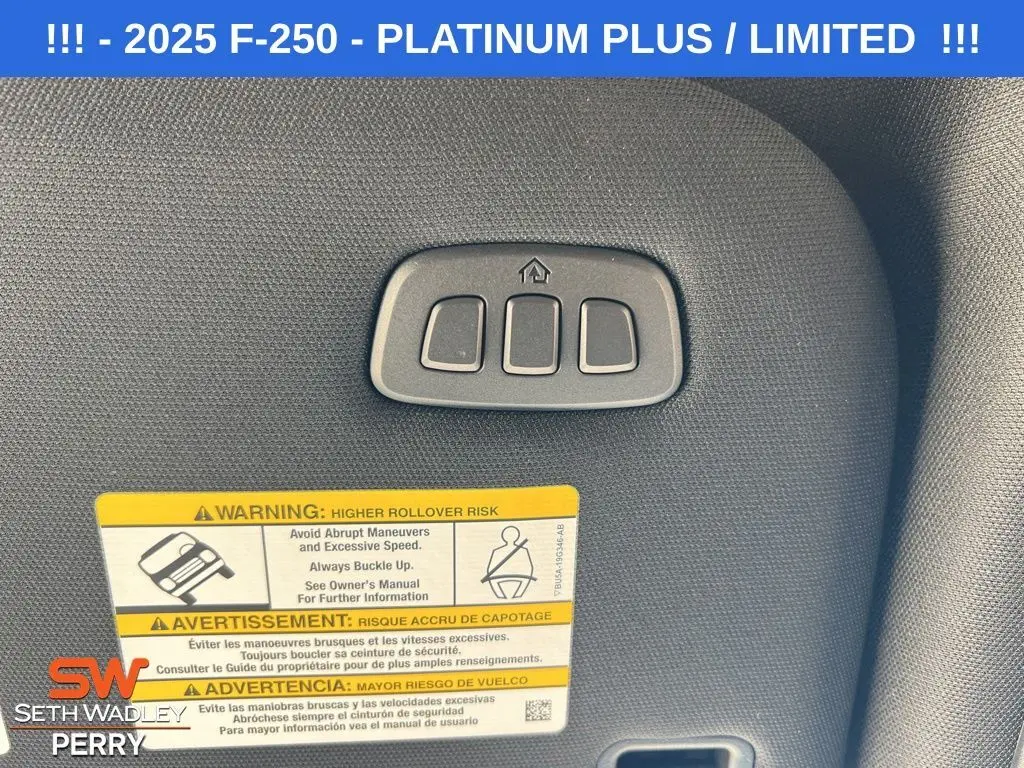 !!! - 2025 F-250 - PLATINUM PLUS / LIMITED !!!
WARNING: HIGHER ROLLOVER RISK
Avoid Abrupt Maneuvers
and Excessive Speed.
Always Buckle Up.
See Owner's Manual
For Further Information
BU5A-19G346-AB
AVERTISSEMENT: RISQUE ACCRU DE CAPOTAGE
Éviter les manoeuvres brusques et les vitesses excessives.
Toujours boucler sa ceinture de sécurité.
Consulter le Guide du propriétaire pour de plus amples renseignements.
ADVERTENCIA: MAYOR RIESGO DE VUELCO
Evite las maniobras bruscas y las velocidades excesivas
Abróchese siempre el cinturón de seguridad
Para mayor información vea el manual de usuario
SW
SETH WADLEY
PERRY